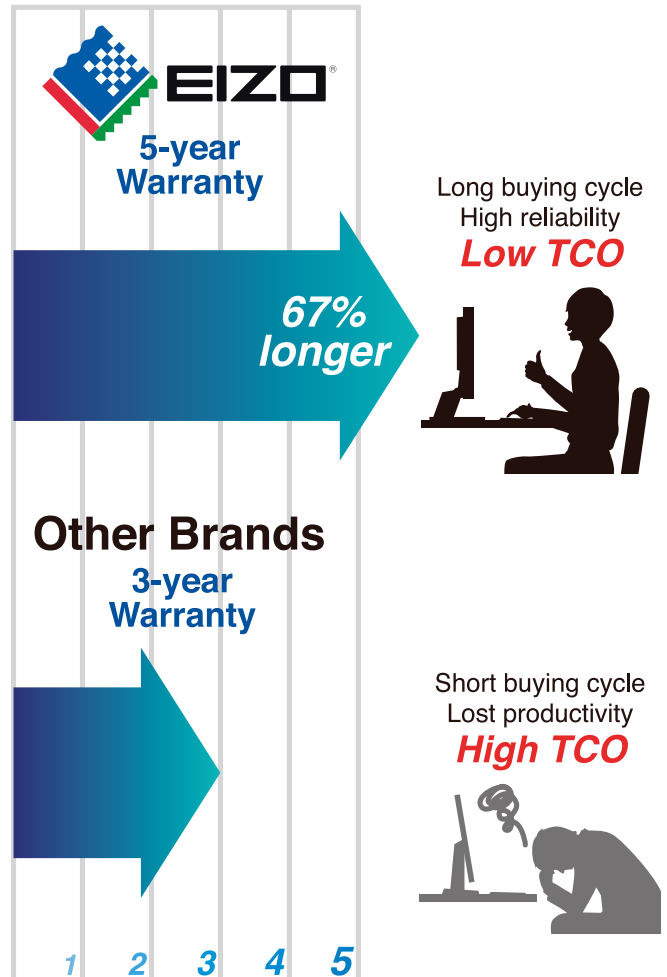 EIZO®
5-year
Warranty
Long buying cycle
High reliability
Low TCO
67%
longer
Other Brands
3-year
Warranty
Short buying cycle
Lost productivity
High TCO
1 2 3 4 5